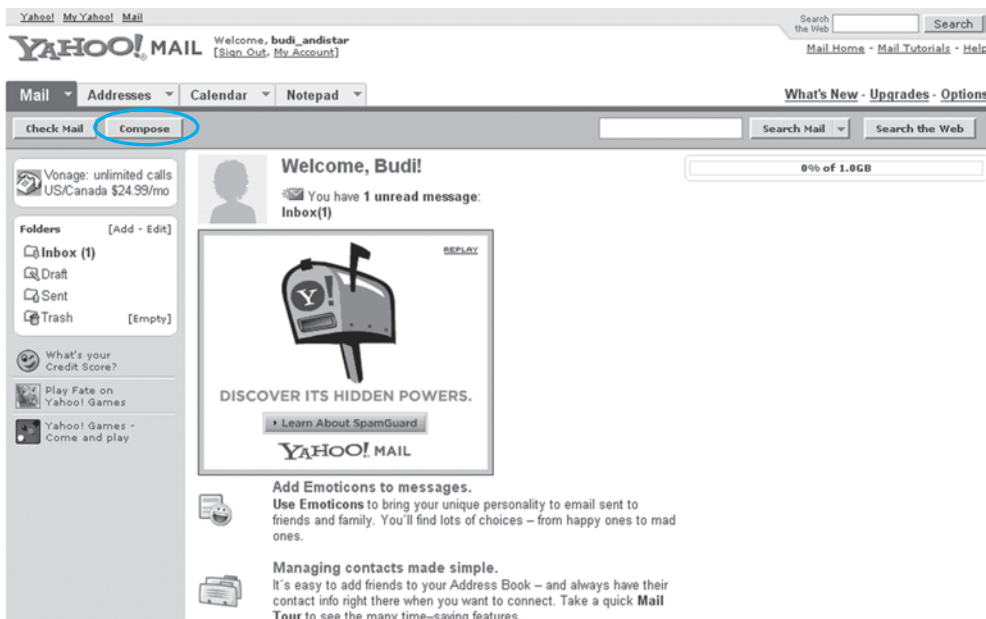 Yahoo! My Yahoo! Mail
Search the Web
Search
YAHOO! MAIL
Welcome, budi_andistar
[Sign Out, My Account]
Mail Home - Mail Tutorials - Help
Mail Addresses Calendar Notepad
What's New - Upgrades - Options
Check Mail Compose
Search Mail Search the Web
Vonage: unlimited calls
US/Canada $24.99/mo
Folders [Add - Edit]
Inbox (1)
Draft
Sent
Trash [Empty]
What's your
Credit Score?
Play Fate on
Yahoo! Games
Yahoo! Games -
Come and play
Welcome, Budi!
You have 1 unread message:
Inbox(1)
0% of 1.0GB
REPLAY
Y!
DISCOVER ITS HIDDEN POWERS.
Learn About SpamGuard
YAHOO! MAIL
Add Emoticons to messages.
Use Emoticons to bring your unique personality to email sent to
friends and family. You'll find lots of choices – from happy ones to mad
ones.
Managing contacts made simple.
It's easy to add friends to your Address Book – and always have their
contact info right there when you want to connect. Take a quick Mail
Tour to see the many time–saving features